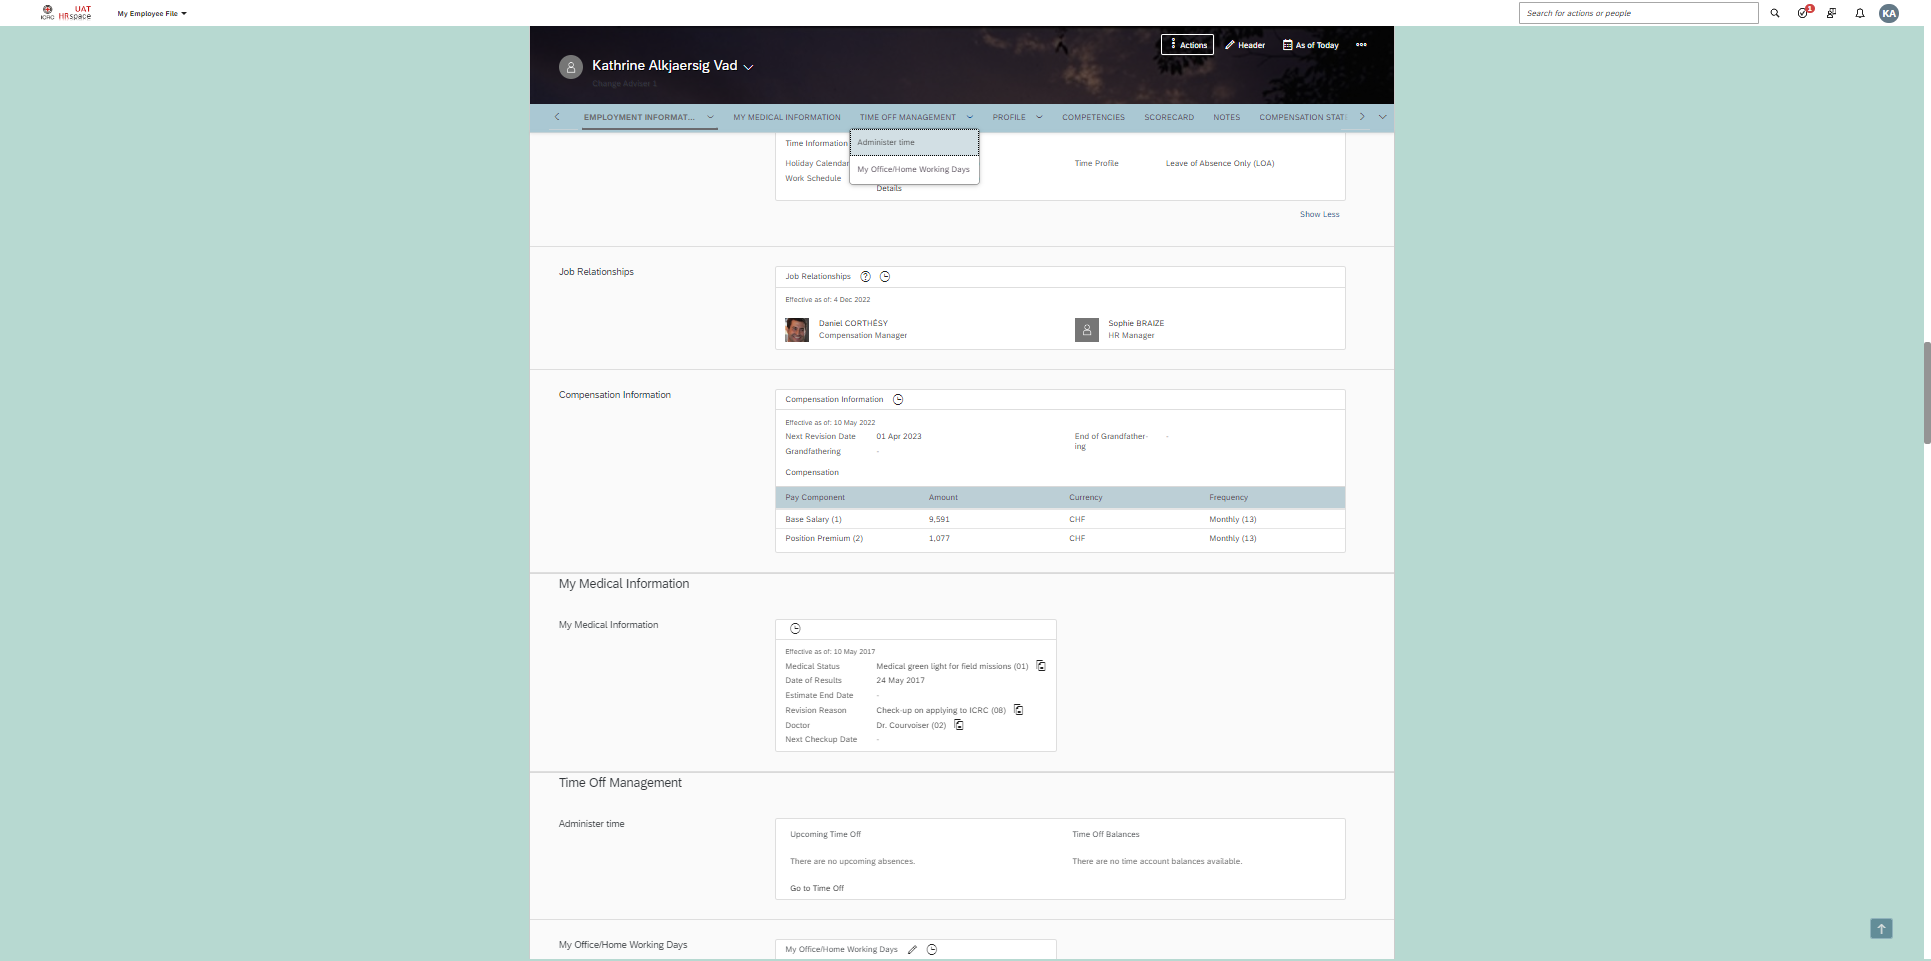 ICRC UAT HRspace
My Employee File
Search for actions or people
1
KA
Actions Header As of Today
Kathrine Alkjaersig Vad
Change Adviser 1
EMPLOYMENT INFORMAT... MY MEDICAL INFORMATION TIME OFF MANAGEMENT PROFILE COMPETENCIES SCORECARD NOTES COMPENSATION STAT
Administer time
My Office/Home Working Days
Time Information
Holiday Calendar
Time Profile Leave of Absence Only (LOA)
Work Schedule
Details
Show Less
Job Relationships
Job Relationships
Effective as of: 4 Dec 2022
Daniel CORTHÉSY
Compensation Manager
Sophie BRAIZE
HR Manager
Compensation Information
Compensation Information
Effective as of: 10 May 2022
Next Revision Date 01 Apr 2023
End of Grandfather-
ing -
Grandfathering -
Compensation
Pay Component Amount Currency Frequency
Base Salary (1) 9,591 CHF Monthly (13)
Position Premium (2) 1,077 CHF Monthly (13)
My Medical Information
My Medical Information
Effective as of: 10 May 2017
Medical Status Medical green light for field missions (01)
Date of Results 24 May 2017
Estimate End Date -
Revision Reason Check-up on applying to ICRC (08)
Doctor Dr. Courvoiser (02)
Next Checkup Date -
Time Off Management
Administer time
Upcoming Time Off
There are no upcoming absences.
Go to Time Off
Time Off Balances
There are no time account balances available.
My Office/Home Working Days
My Office/Home Working Days